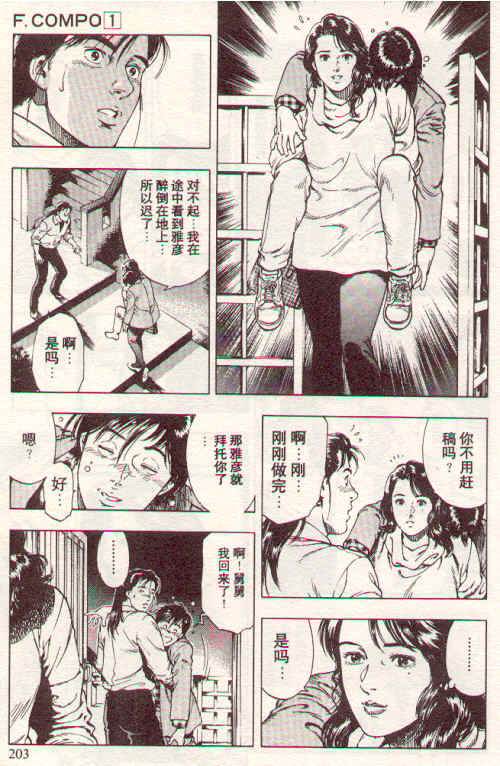 F. COMPO 1
对不起…我在
途中看到雅彦
醉倒在地上…
所以迟了…
啊…
是吗…
你不用赶
稿吗？
啊…刚…
刚刚做完…
那雅彦就
拜托你了
…
好…
嗯？
………
是吗…
啊！舅舅
我回来了！
………
203